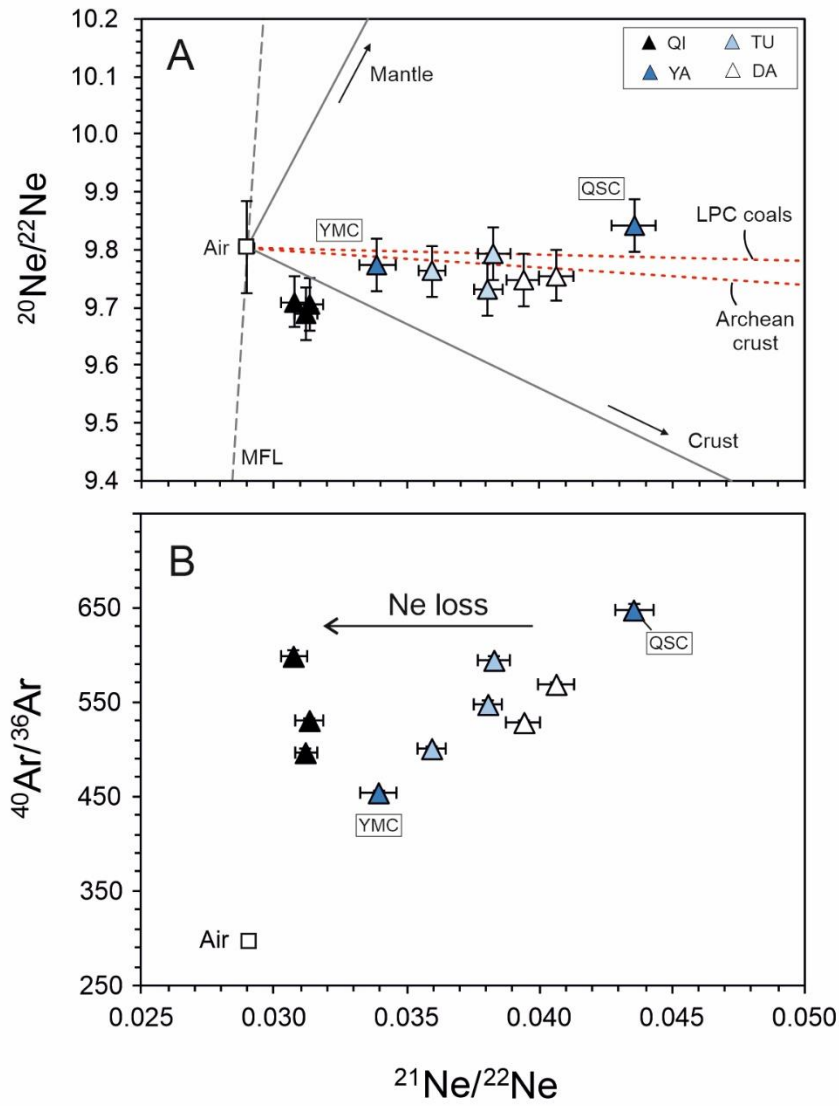 A
QI
TU
YA
DA
10.2
10.1
10.0
9.9
9.8
9.7
9.6
9.5
9.4
²⁰Ne/²²Ne
Mantle
QSC
YMC
LPC coals
Air
Archean
crust
MFL
Crust
B
Ne loss
QSC
YMC
Air
650
550
450
350
250
⁴⁰Ar/³⁶Ar
0.025
0.030
0.035
0.040
0.045
0.050
²¹Ne/²²Ne